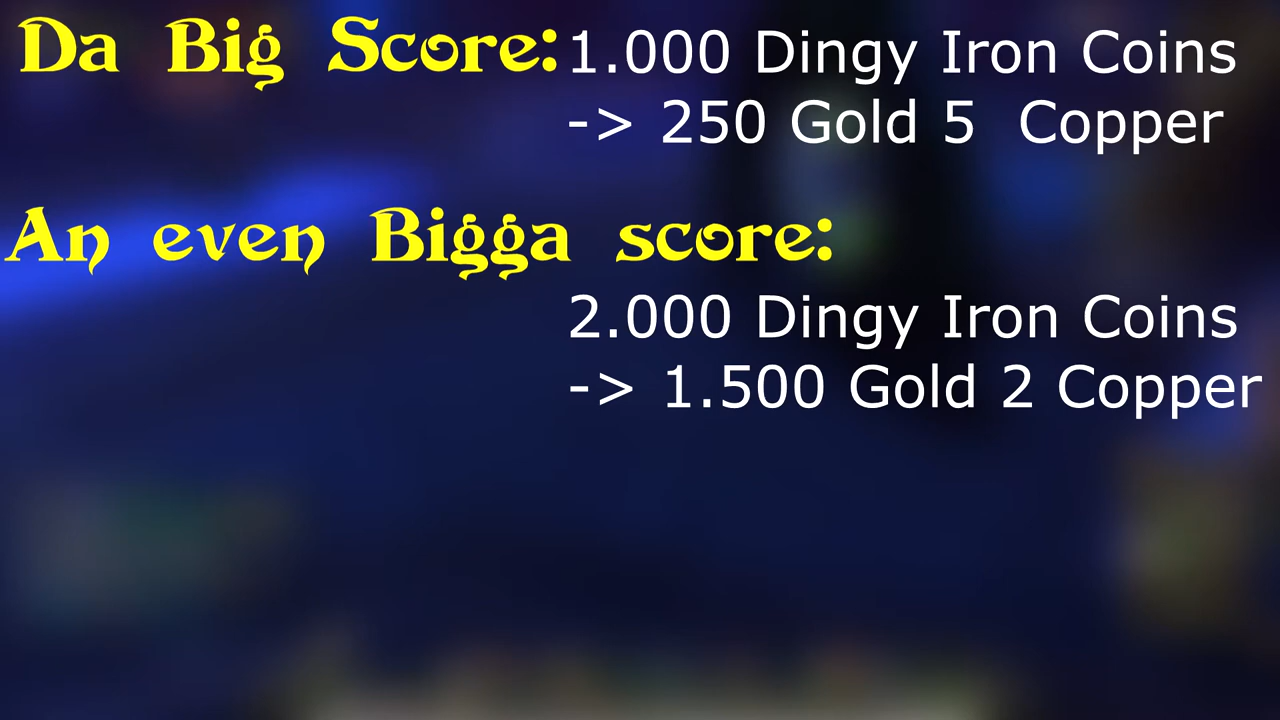 Da Big Score: 1.000 Dingy Iron Coins
-> 250 Gold 5 Copper
An even Bigga score:
2.000 Dingy Iron Coins
-> 1.500 Gold 2 Copper